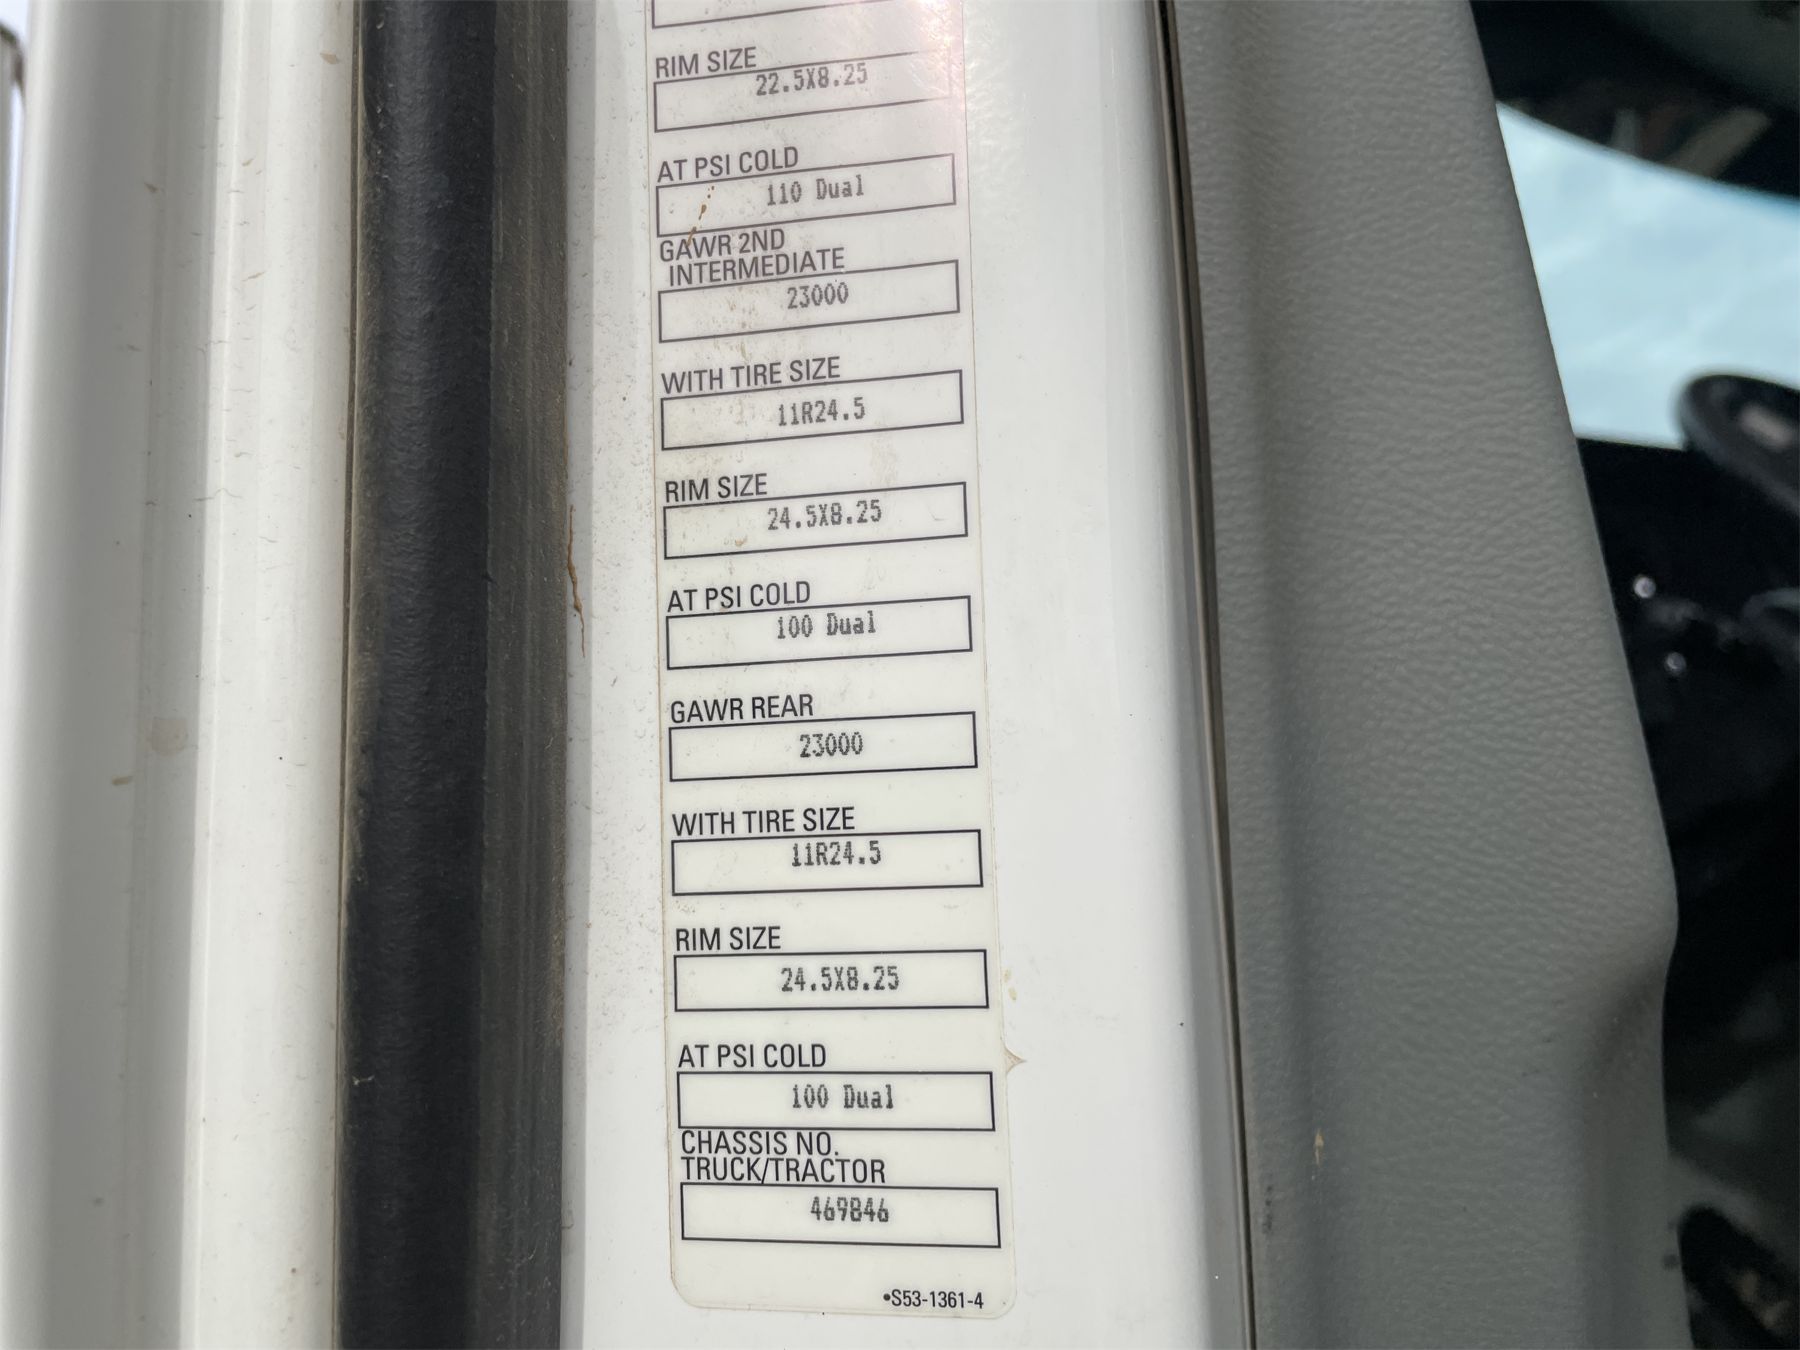 RIM SIZE
22.5X8.25
AT PSI COLD
110 Dual
GAWR 2ND
INTERMEDIATE
23000
WITH TIRE SIZE
11R24.5
RIM SIZE
24.5X8.25
AT PSI COLD
100 Dual
GAWR REAR
23000
WITH TIRE SIZE
11R24.5
RIM SIZE
24.5X8.25
AT PSI COLD
100 Dual
CHASSIS NO.
TRUCK/TRACTOR
469846
•S53-1361-4